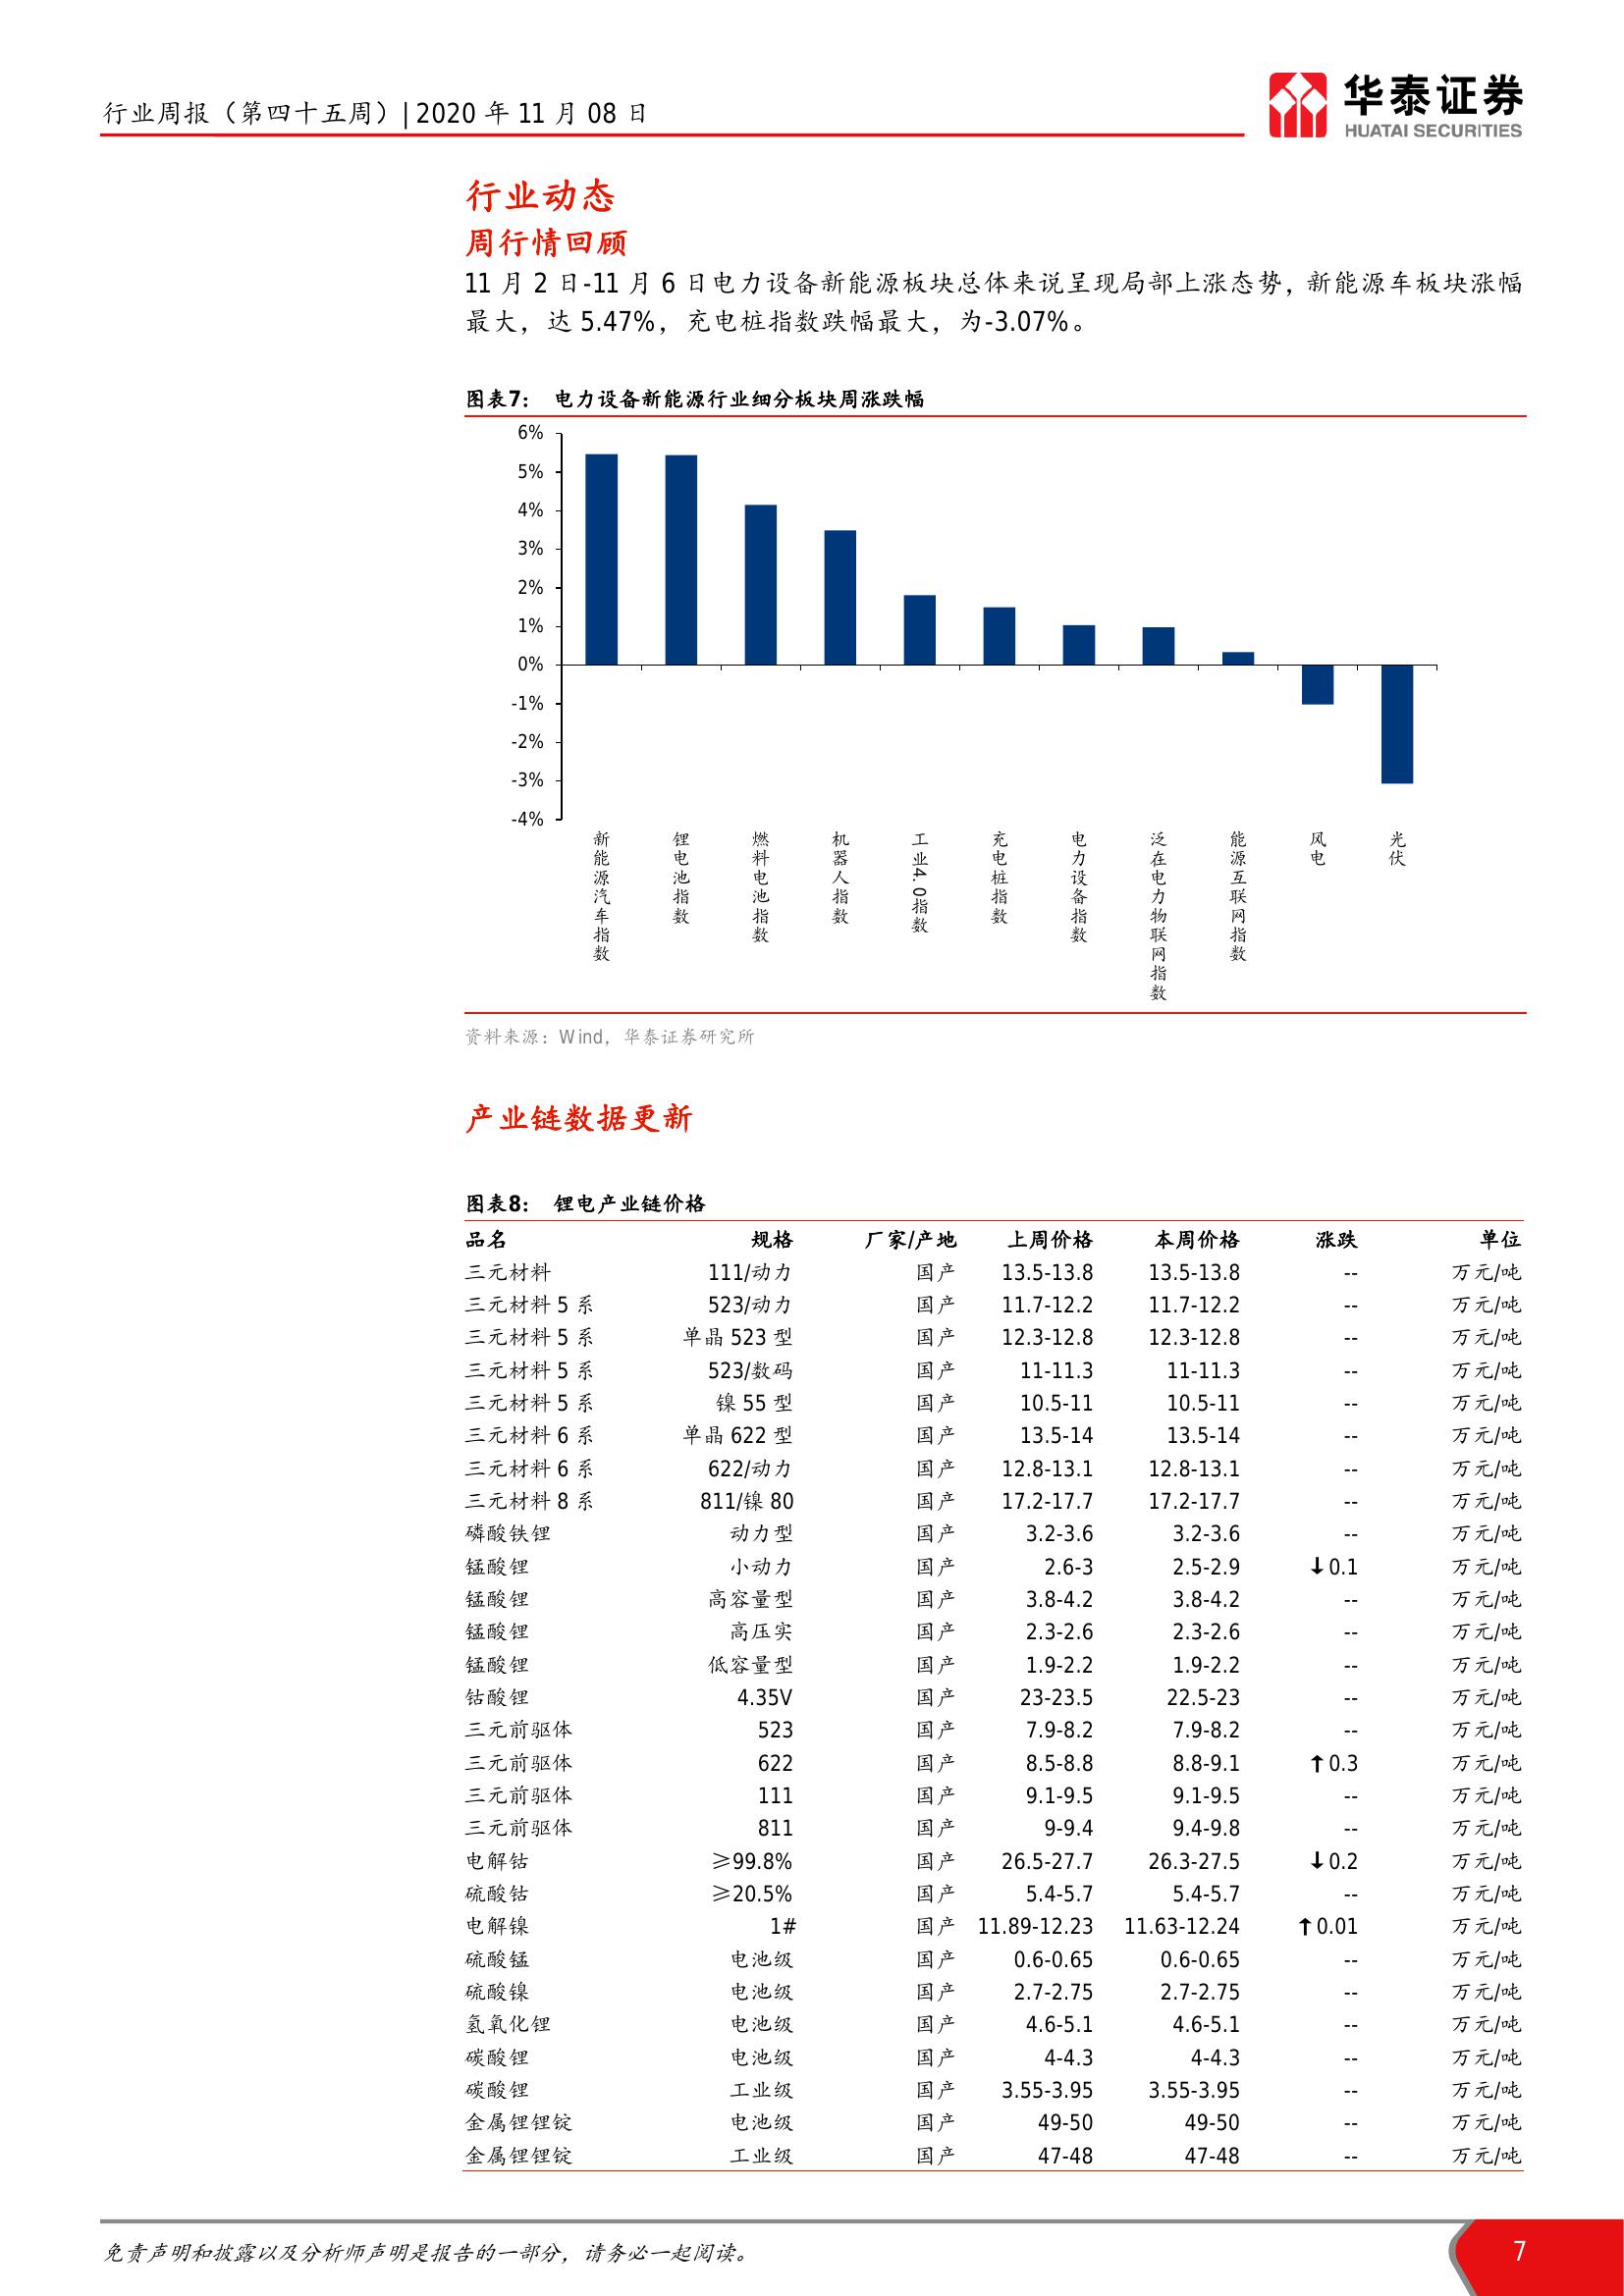 行业周报（第四十五周）| 2020 年 11 月 08 日
华泰证券
HUATAI SECURITIES
行业动态
周行情回顾
11 月 2 日-11 月 6 日电力设备新能源板块总体来说呈现局部上涨态势，新能源车板块涨幅
最大，达 5.47%，充电桩指数跌幅最大，为-3.07%。
图表7： 电力设备新能源行业细分板块周涨跌幅
6%
5%
4%
3%
2%
1%
0%
-1%
-2%
-3%
-4%
新能源汽车指数
锂电池指数
燃料电池指数
机器人指数
工业4.0指数
充电桩指数
电力设备指数
泛在电力物联网指数
能源互联网指数
风电
光伏
资料来源：Wind，华泰证券研究所
产业链数据更新
图表8： 锂电产业链价格
品名 规格 厂家/产地 上周价格 本周价格 涨跌 单位
三元材料 111/动力 国产 13.5-13.8 13.5-13.8 -- 万元/吨
三元材料 5 系 523/动力 国产 11.7-12.2 11.7-12.2 -- 万元/吨
三元材料 5 系 单晶 523 型 国产 12.3-12.8 12.3-12.8 -- 万元/吨
三元材料 5 系 523/数码 国产 11-11.3 11-11.3 -- 万元/吨
三元材料 5 系 镍 55 型 国产 10.5-11 10.5-11 -- 万元/吨
三元材料 6 系 单晶 622 型 国产 13.5-14 13.5-14 -- 万元/吨
三元材料 6 系 622/动力 国产 12.8-13.1 12.8-13.1 -- 万元/吨
三元材料 8 系 811/镍 80 国产 17.2-17.7 17.2-17.7 -- 万元/吨
磷酸铁锂 动力型 国产 3.2-3.6 3.2-3.6 -- 万元/吨
锰酸锂 小动力 国产 2.6-3 2.5-2.9 ↓0.1 万元/吨
锰酸锂 高容量型 国产 3.8-4.2 3.8-4.2 -- 万元/吨
锰酸锂 高压实 国产 2.3-2.6 2.3-2.6 -- 万元/吨
锰酸锂 低容量型 国产 1.9-2.2 1.9-2.2 -- 万元/吨
钴酸锂 4.35V 国产 23-23.5 22.5-23 -- 万元/吨
三元前驱体 523 国产 7.9-8.2 7.9-8.2 -- 万元/吨
三元前驱体 622 国产 8.5-8.8 8.8-9.1 ↑0.3 万元/吨
三元前驱体 111 国产 9.1-9.5 9.1-9.5 -- 万元/吨
三元前驱体 811 国产 9-9.4 9.4-9.8 -- 万元/吨
电解钴 ≥99.8% 国产 26.5-27.7 26.3-27.5 ↓0.2 万元/吨
硫酸钴 ≥20.5% 国产 5.4-5.7 5.4-5.7 -- 万元/吨
电解镍 1# 国产 11.89-12.23 11.63-12.24 ↑0.01 万元/吨
硫酸锰 电池级 国产 0.6-0.65 0.6-0.65 -- 万元/吨
硫酸镍 电池级 国产 2.7-2.75 2.7-2.75 -- 万元/吨
氢氧化锂 电池级 国产 4.6-5.1 4.6-5.1 -- 万元/吨
碳酸锂 电池级 国产 4-4.3 4-4.3 -- 万元/吨
碳酸锂 工业级 国产 3.55-3.95 3.55-3.95 -- 万元/吨
金属锂锂锭 电池级 国产 49-50 49-50 -- 万元/吨
金属锂锂锭 工业级 国产 47-48 47-48 -- 万元/吨
免责声明和披露以及分析师声明是报告的一部分，请务必一起阅读。
7